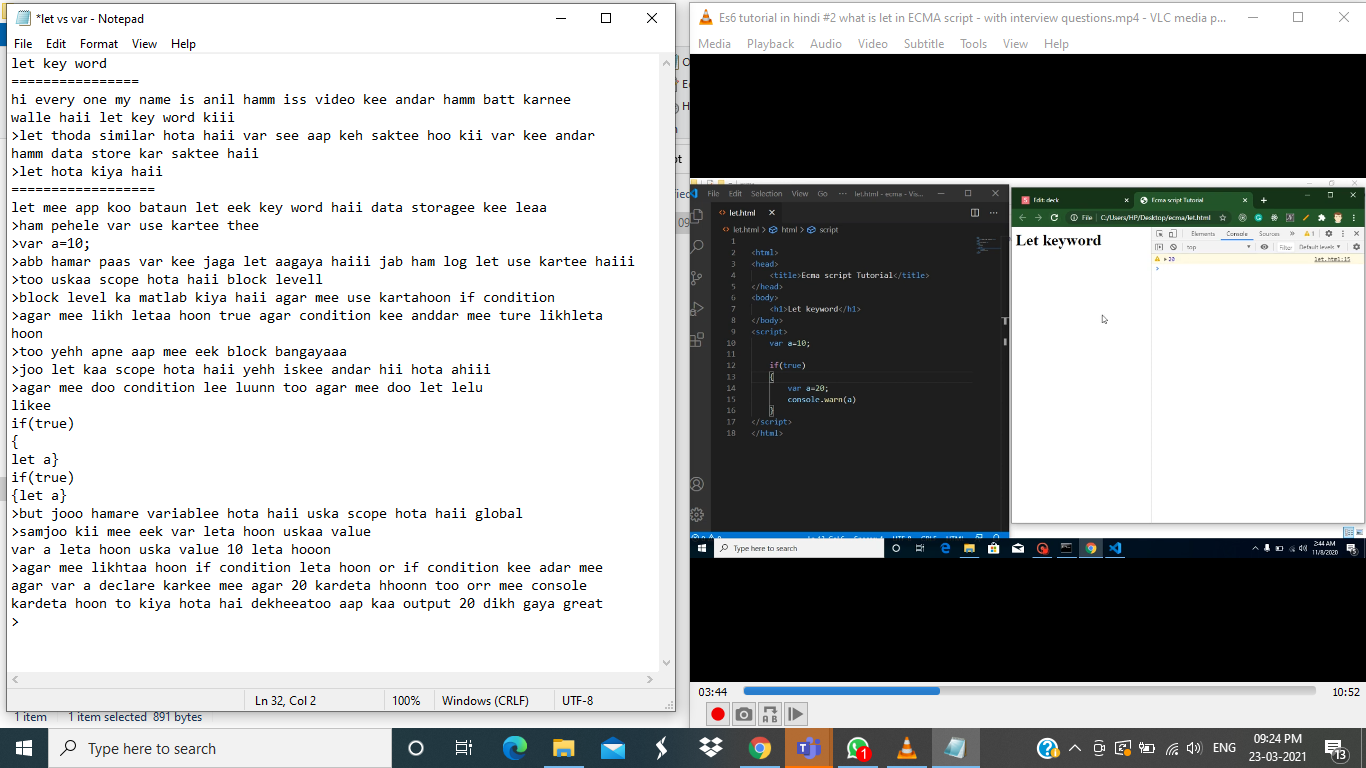 *let vs var - Notepad
File Edit Format View Help
let key word
================
hi every one my name is anil hamm iss video kee andar hamm batt karnee
walle haii let key word kiii
>let thoda similar hota haii var see aap keh saktee hoo kii var kee andar
hamm data store kar saktee haii
>let hota kiya haii
==================
let mee app koo bataun let eek key word haii data storagee kee leaa
>ham pehele var use kartee thee
>var a=10;
>abb hamar paas var kee jaga let aagaya haiii jab ham log let use kartee haiii
>too uskaa scope hota haii block levell
>block level ka matlab kiya haii agar mee use kartahoon if condition
>agar mee likh letaa hoon true agar condition kee anddar mee ture likhleta
hoon
>too yehh apne aap mee eek block bangayaaa
>joo let kaa scope hota haii yehh iskee andar hii hota ahiii
>agar mee doo condition lee luunn too agar mee doo let lelu
likee
if(true)
{
let a}
if(true)
{let a}
>but jooo hamare variablee hota haii uska scope hota haii global
>samjoo kii mee eek var leta hoon uskaa value
var a leta hoon uska value 10 leta hooon
>agar mee likhtaa hoon if condition leta hoon or if condition kee adar mee
agar var a declare karkee mee agar 20 kardeta hhoonn too orr mee console
kardeta hoon to kiya hota hai dekheeatoo aap kaa output 20 dikh gaya great
>
Ln 32, Col 2 100% Windows (CRLF) UTF-8
1 item 1 item selected 891 bytes
Es6 tutorial in hindi #2 what is let in ECMA script - with interview questions.mp4 - VLC media p...
Media Playback Audio Video Subtitle Tools View Help
File Edit Selection View Go ··· let.html - ecma - Vis...
let.html
let.html > html > script
1
2 <html>
3 <head>
4 <title>Ecma script Tutorial</title>
5 </head>
6 <body>
7 <h1>Let keyword</h1>
8 </body>
9 <script>
10 var a=10;
11
12 if(true)
13 {
14 var a=20;
15 console.warn(a)
16 }
17 </script>
18 </html>
Edit: deck
Ecma script Tutorial
File C:/Users/HP/Desktop/ecma/let.html
Let keyword
Elements Console Sources » 1
top Filter Default levels
20 let.html:15
>
Type here to search
2:44 AM
11/8/2020
03:44 10:52
Type here to search
1
ENG
09:24 PM
23-03-2021
13